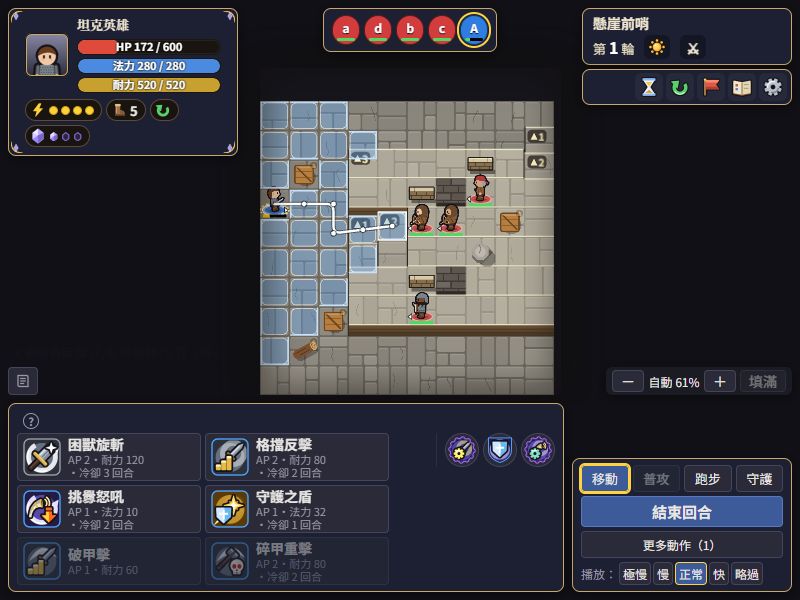 坦克英雄
HP 172 / 600
法力 280 / 280
耐力 520 / 520
5
a
d
b
c
A
懸崖前哨
第 1 輪
▲1
▲2
▲3
▲1
自動 61%
填滿
?
困獸旋斬
AP 2・耐力 120
・冷卻 3 回合
格擋反擊
AP 2・耐力 80
・冷卻 2 回合
挑釁怒吼
AP 1・法力 10
・冷卻 2 回合
守護之盾
AP 1・法力 32
・冷卻 1 回合
破甲擊
AP 1・耐力 60
碎甲重擊
AP 2・耐力 80
・冷卻 2 回合
移動
普攻
跑步
守護
結束回合
更多動作（1）
播放：
極慢
慢
正常
快
略過